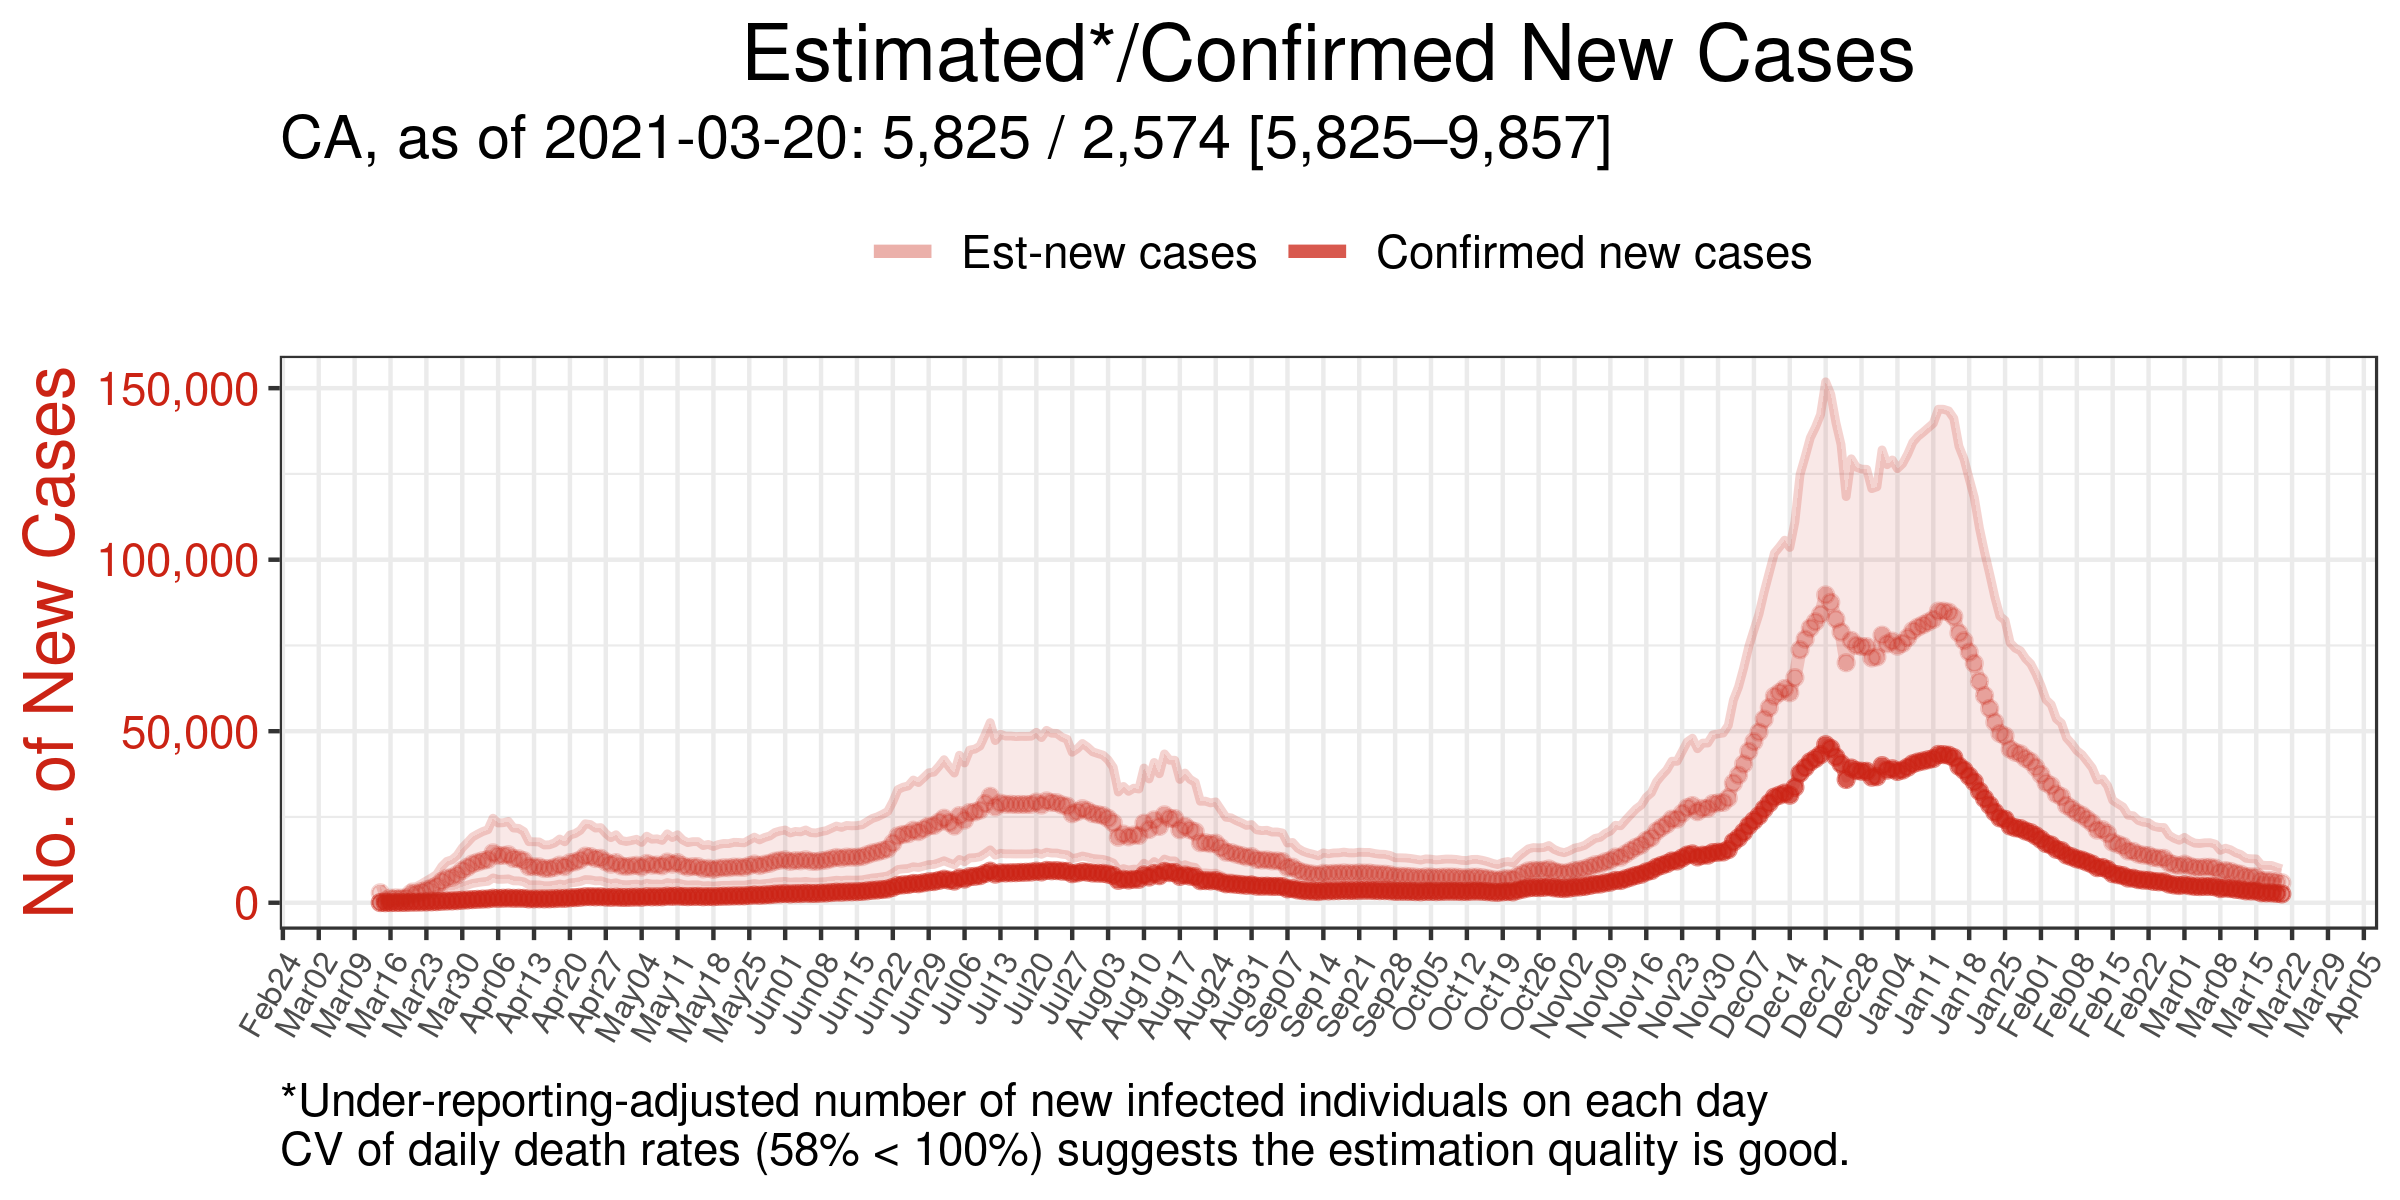 Estimated*/Confirmed New Cases
CA, as of 2021-03-20: 5,825 / 2,574 [5,825–9,857]
Est-new cases
Confirmed new cases
No. of New Cases
150,000
100,000
50,000
0
Feb24
Mar02
Mar09
Mar16
Mar23
Mar30
Apr06
Apr13
Apr20
Apr27
May04
May11
May18
May25
Jun01
Jun08
Jun15
Jun22
Jun29
Jul06
Jul13
Jul20
Jul27
Aug03
Aug10
Aug17
Aug24
Aug31
Sep07
Sep14
Sep21
Sep28
Oct05
Oct12
Oct19
Oct26
Nov02
Nov09
Nov16
Nov23
Nov30
Dec07
Dec14
Dec21
Dec28
Jan04
Jan11
Jan18
Jan25
Feb01
Feb08
Feb15
Feb22
Mar01
Mar08
Mar15
Mar22
Mar29
Apr05
*Under-reporting-adjusted number of new infected individuals on each day
CV of daily death rates (58% < 100%) suggests the estimation quality is good.